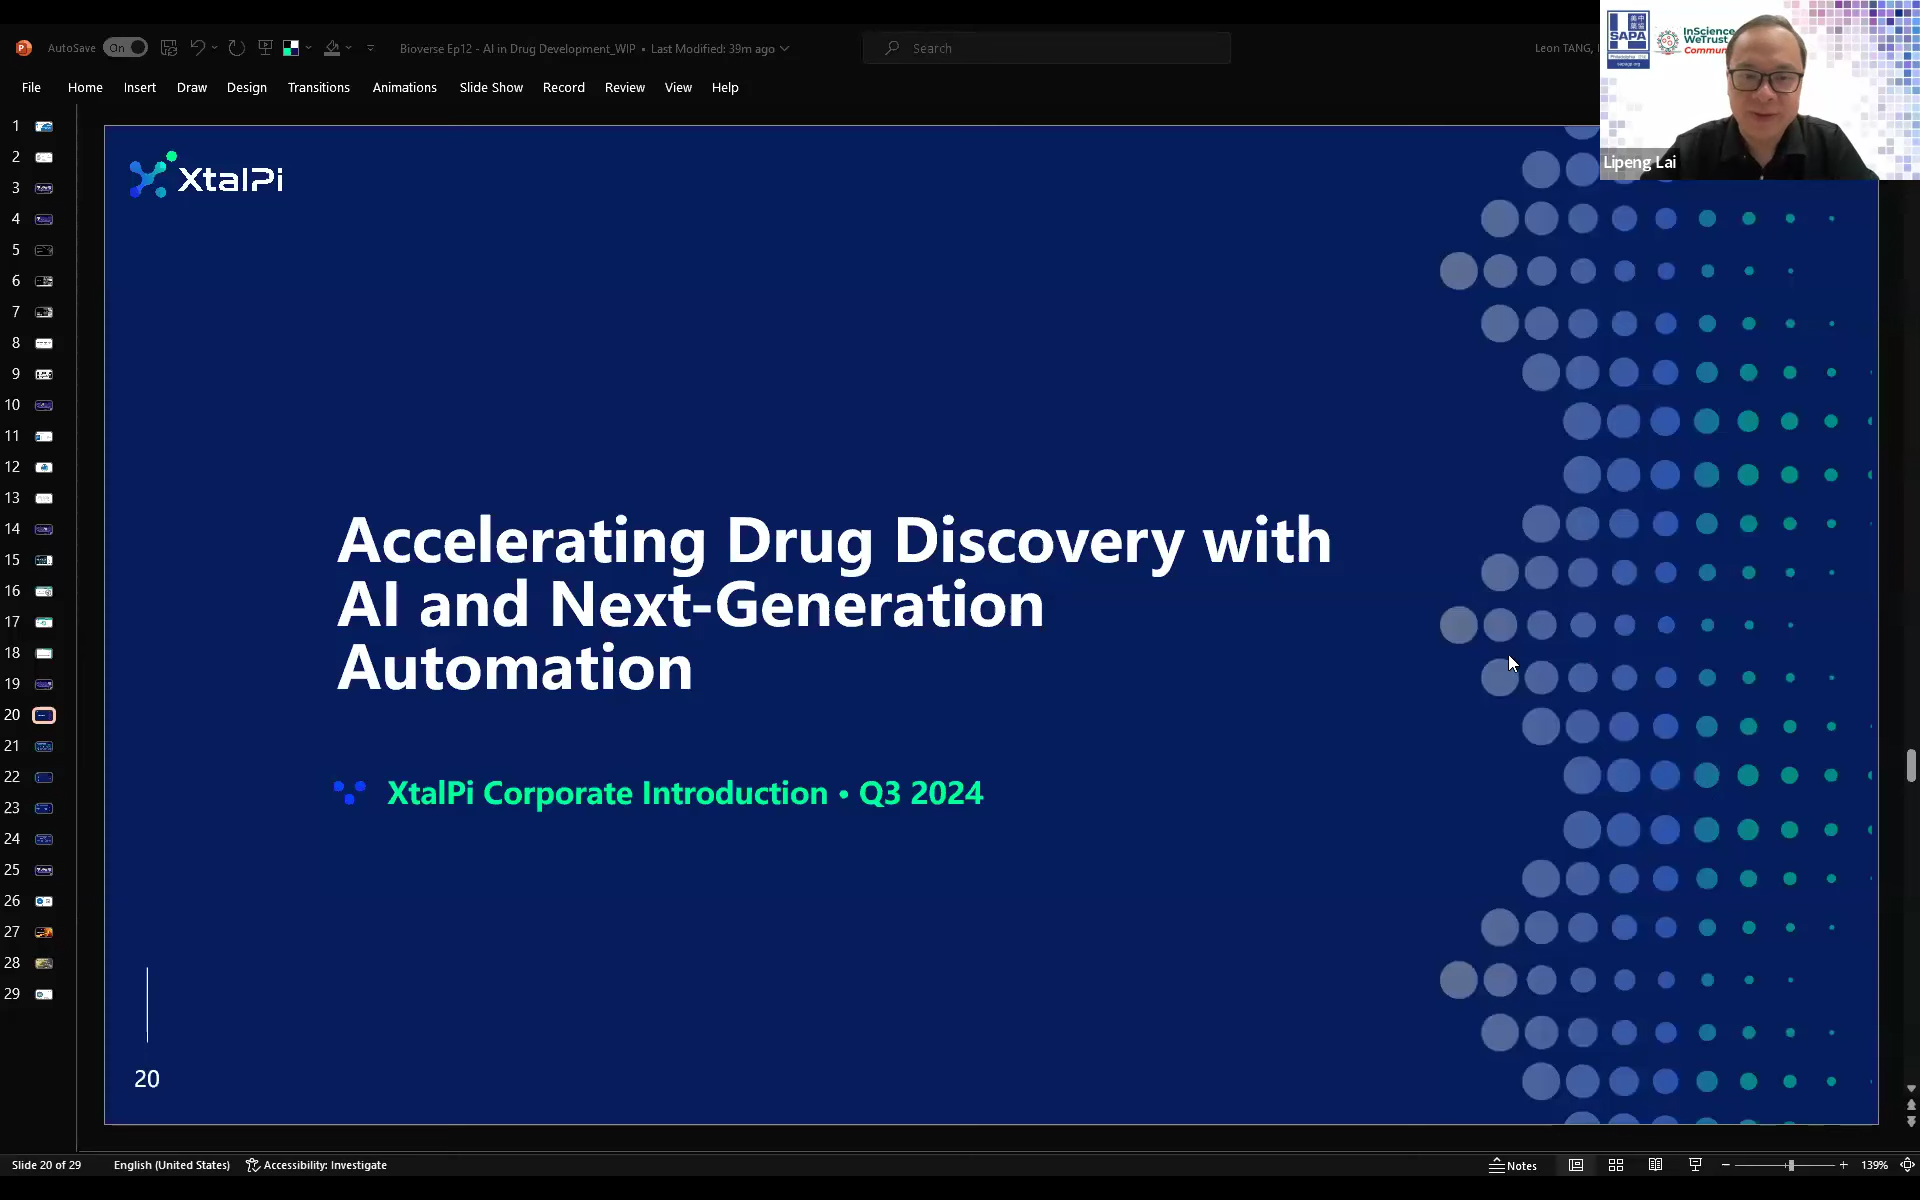 AutoSave On
Bioverse Ep12 - AI in Drug Development_WIP • Last Modified: 39m ago
Search
Leon TANG,
File Home Insert Draw Design Transitions Animations Slide Show Record Review View Help
SAPA
InScience
WeTrust
Commun
Lipeng Lai
1
2
3
4
5
6
7
8
9
10
11
12
13
14
15
16
17
18
19
20
21
22
23
24
25
26
27
28
29
XtalPi
Accelerating Drug Discovery with
AI and Next-Generation
Automation
XtalPi Corporate Introduction • Q3 2024
20
Slide 20 of 29 English (United States) Accessibility: Investigate Notes 139%